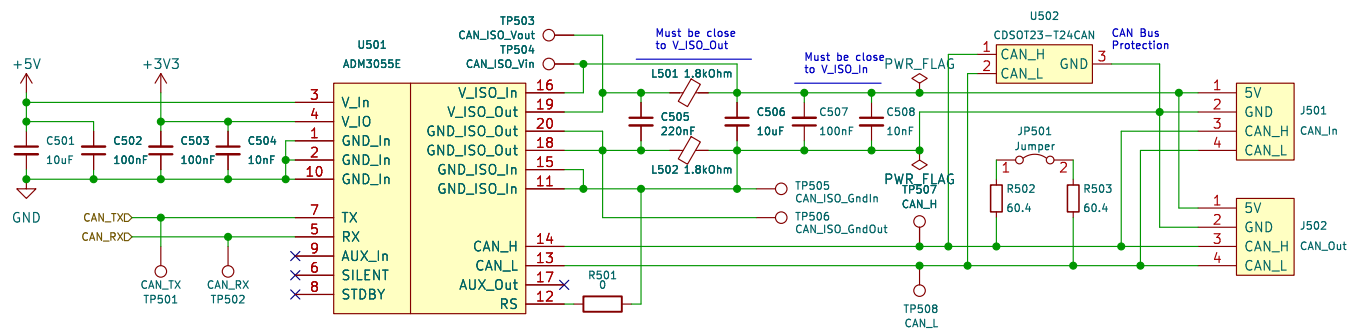 TP503
CAN_ISO_Vout
TP504
CAN_ISO_Vin
Must be close
to V_ISO_Out
Must be close
to V_ISO_In
U502
CDSOT23-T24CAN
CAN Bus
Protection
1
CAN_H
2
CAN_L
GND
3
PWR_FLAG
+5V
+3V3
U501
ADM3055E
L501 1.8kOhm
3
V_In
4
V_IO
1
GND_In
2
GND_In
10
GND_In
7
TX
5
RX
9
AUX_In
6
SILENT
8
STDBY
V_ISO_In
16
V_ISO_Out
19
GND_ISO_Out
20
GND_ISO_Out
18
GND_ISO_In
15
GND_ISO_In
11
CAN_H
14
CAN_L
13
AUX_Out
17
RS
12
C501
10uF
C502
100nF
C503
100nF
C504
10nF
C505
220nF
C506
10uF
C507
100nF
C508
10nF
L502 1.8kOhm
PWR_FLAG
GND
CAN_TX
CAN_RX
CAN_TX
TP501
CAN_RX
TP502
TP505
CAN_ISO_GndIn
TP506
CAN_ISO_GndOut
TP507
CAN_H
R501
0
TP508
CAN_L
JP501
Jumper
1
2
R502
60.4
R503
60.4
1
5V
2
GND
3
CAN_H
4
CAN_L
J501
CAN_In
1
5V
2
GND
3
CAN_H
4
CAN_L
J502
CAN_Out